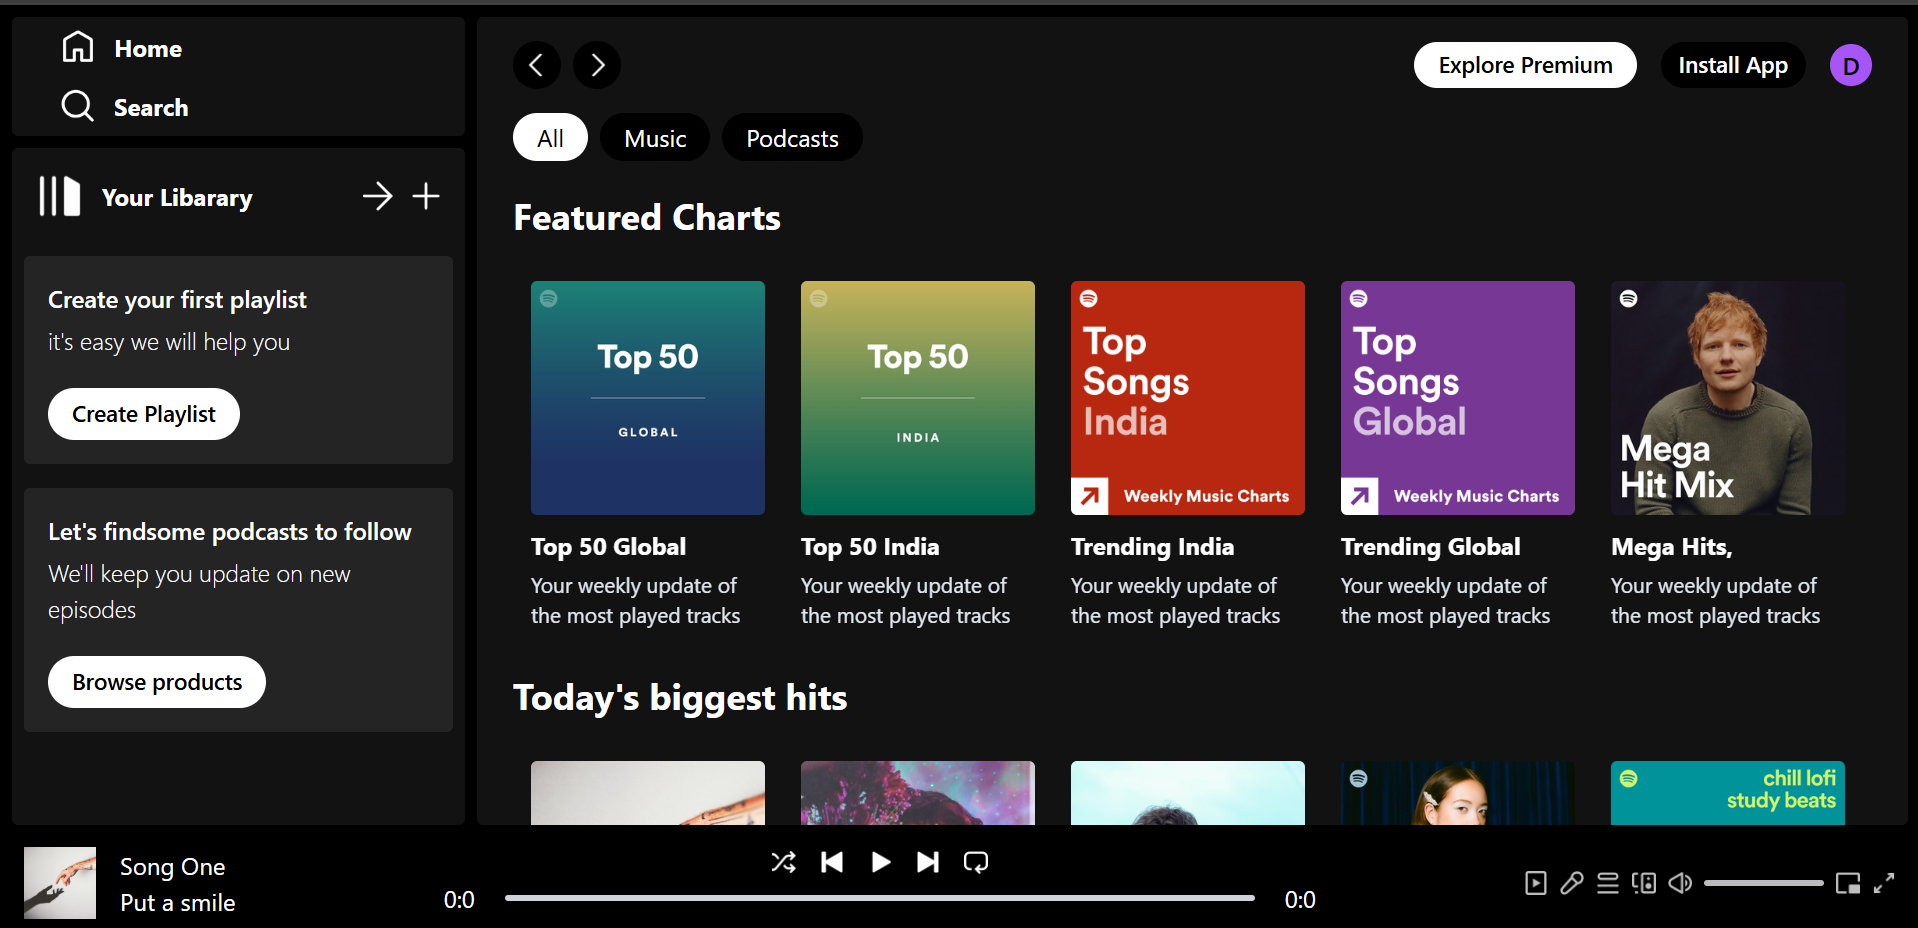 Home
Search
Your Libarary
Create your first playlist
it's easy we will help you
Create Playlist
Let's findsome podcasts to follow
We'll keep you update on new
episodes
Browse products
Explore Premium
Install App
D
All
Music
Podcasts
Featured Charts
Top 50
GLOBAL
Top 50 Global
Your weekly update of
the most played tracks
Top 50
INDIA
Top 50 India
Your weekly update of
the most played tracks
Top
Songs
India
Weekly Music Charts
Trending India
Your weekly update of
the most played tracks
Top
Songs
Global
Weekly Music Charts
Trending Global
Your weekly update of
the most played tracks
Mega
Hit Mix
Mega Hits,
Your weekly update of
the most played tracks
Today's biggest hits
chill lofi
study beats
Song One
Put a smile
0:0
0:0